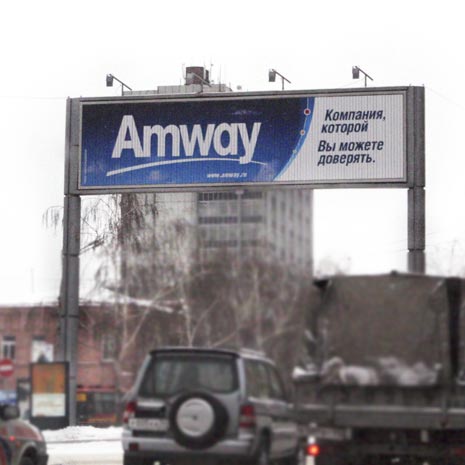 Amway
www.amway.ru
Компания,
которой
Вы можете
доверять.